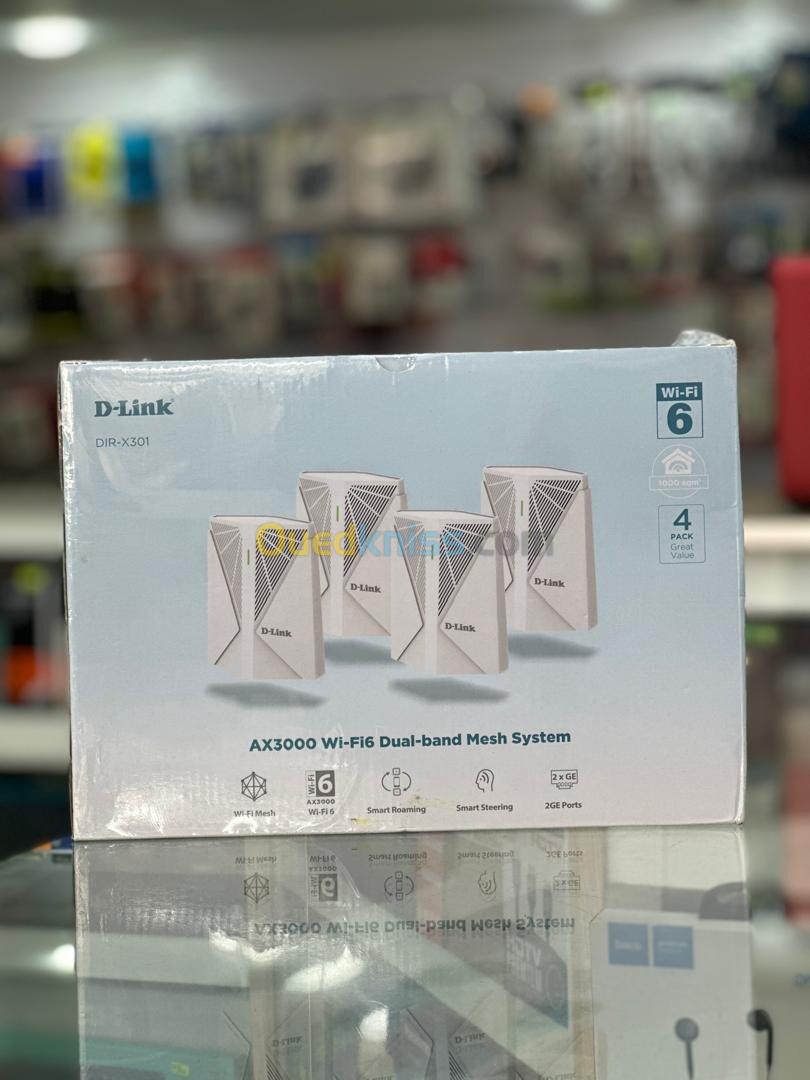 D-Link
DIR-X301
Wi-Fi
6
1000 sqm
4
PACK
Great
Value
Ouedkniss.com
D-Link
D-Link
D-Link
D-Link
AX3000 Wi-Fi6 Dual-band Mesh System
Wi-Fi Mesh
Wi-Fi
6
AX3000
Wi-Fi 6
Smart Roaming
Smart Steering
2 x GE
2GE Ports